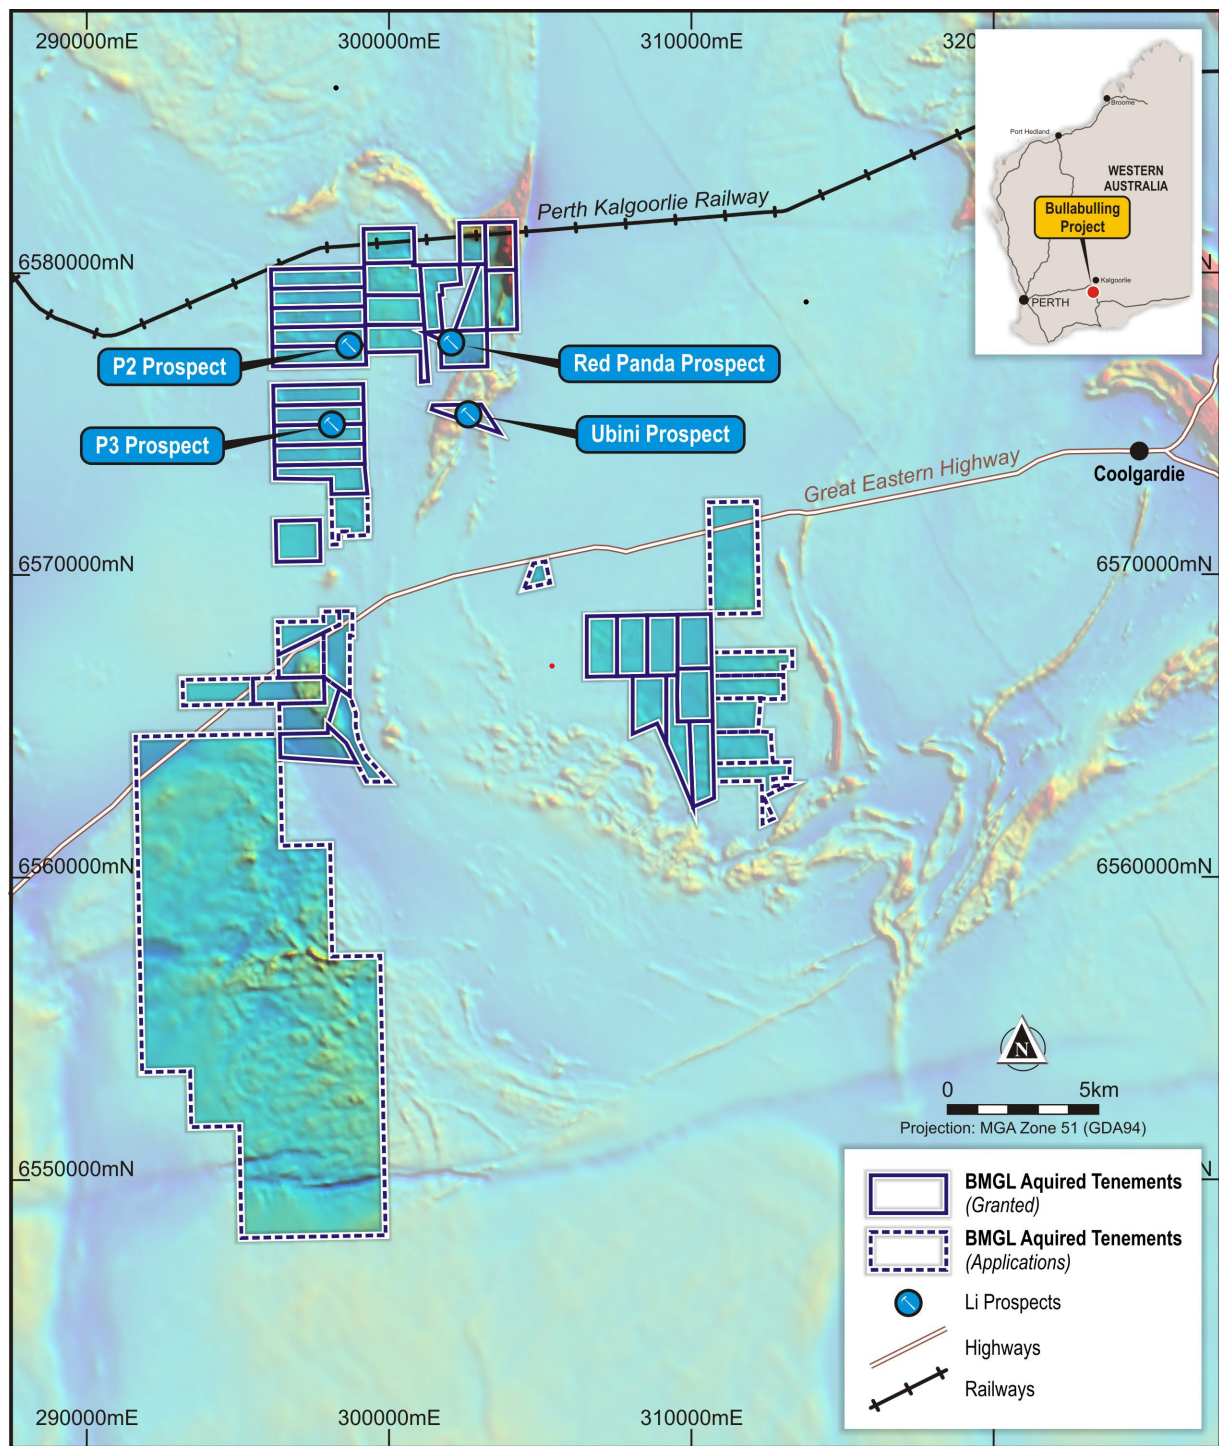 290000mE
300000mE
310000mE
320
Broome
Port Hedland
WESTERN
AUSTRALIA
Bullabulling
Project
Kalgoorlie
PERTH
Perth Kalgoorlie Railway
6580000mN
N
P2 Prospect
Red Panda Prospect
P3 Prospect
Ubini Prospect
Great Eastern Highway
Coolgardie
6570000mN
6570000mN
6560000mN
6560000mN
N
0
5km
Projection: MGA Zone 51 (GDA94)
6550000mN
N
BMGL Aquired Tenements
(Granted)
BMGL Aquired Tenements
(Applications)
Li Prospects
Highways
Railways
290000mE
300000mE
310000mE